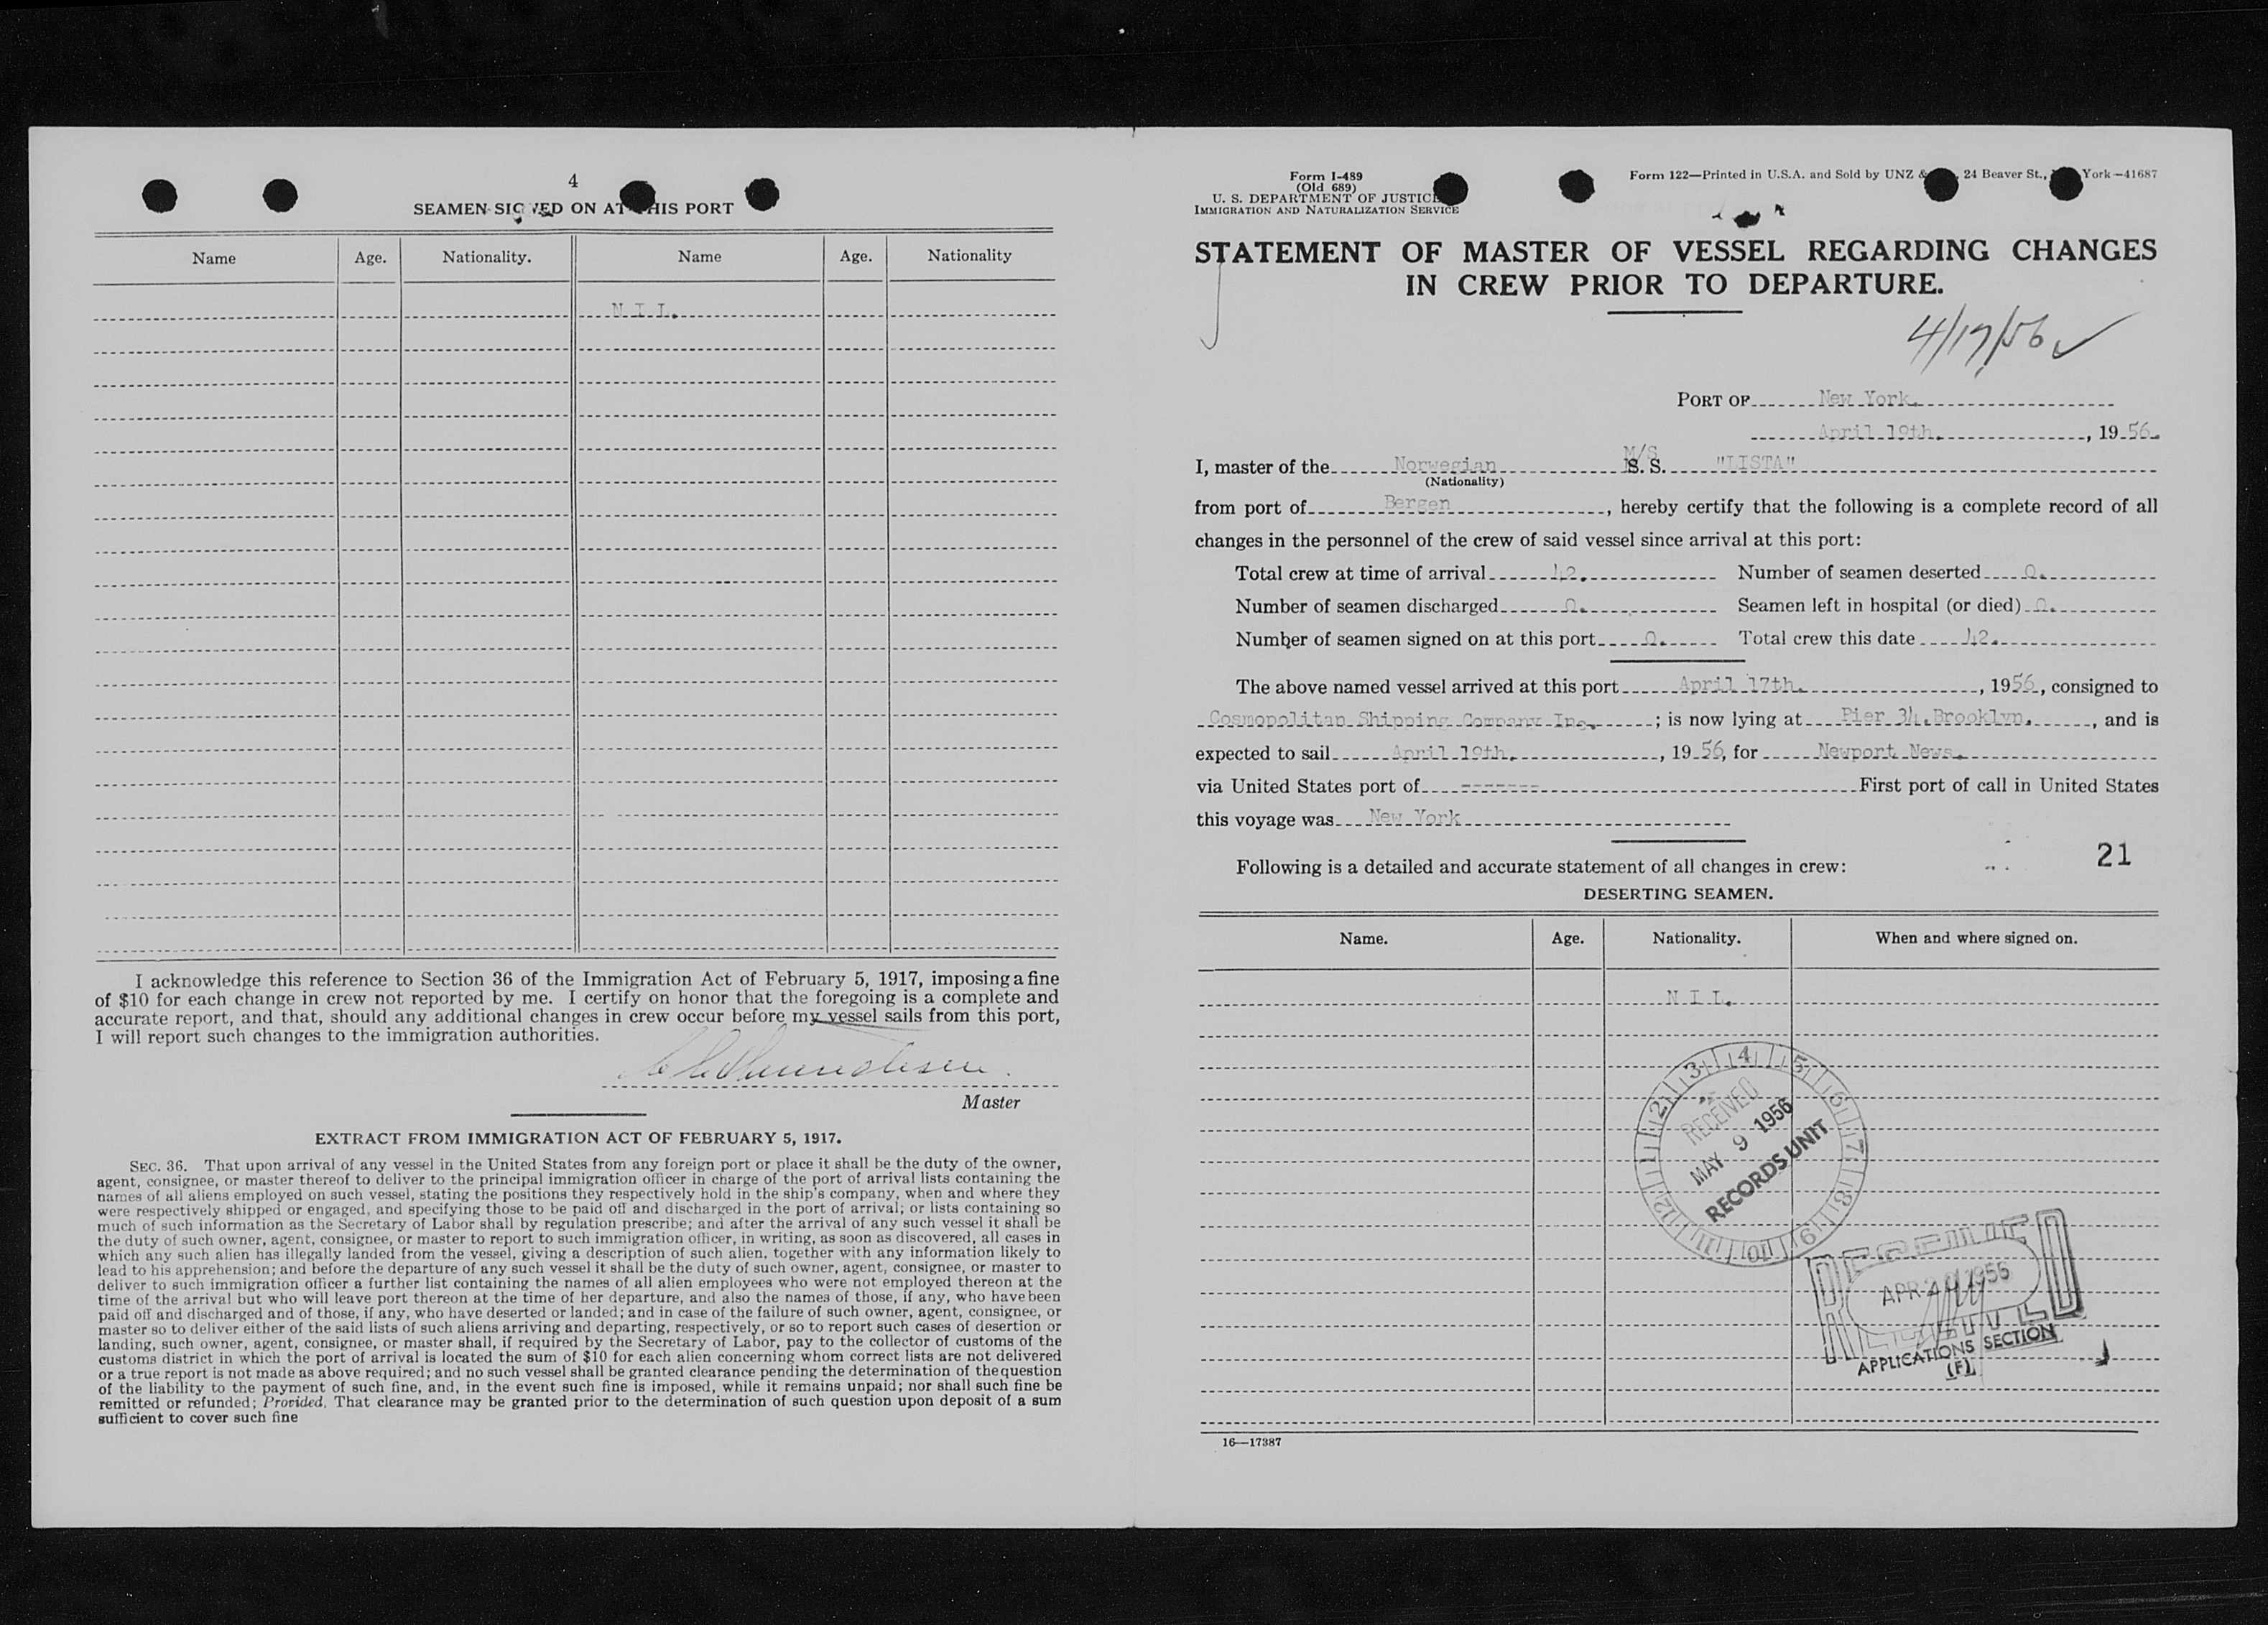 4
SEAMEN SIGNED ON AT THIS PORT
Name Age. Nationality. Name Age. Nationality
N I L.
I acknowledge this reference to Section 36 of the Immigration Act of February 5, 1917, imposing a fine
of $10 for each change in crew not reported by me. I certify on honor that the foregoing is a complete and
accurate report, and that, should any additional changes in crew occur before my vessel sails from this port,
I will report such changes to the immigration authorities.
Master
EXTRACT FROM IMMIGRATION ACT OF FEBRUARY 5, 1917.
SEC. 36. That upon arrival of any vessel in the United States from any foreign port or place it shall be the duty of the owner,
agent, consignee, or master thereof to deliver to the principal immigration officer in charge of the port of arrival lists containing the
names of all aliens employed on such vessel, stating the positions they respectively hold in the ship's company, when and where they
were respectively shipped or engaged, and specifying those to be paid off and discharged in the port of arrival; or lists containing so
much of such information as the Secretary of Labor shall by regulation prescribe; and after the arrival of any such vessel it shall be
the duty of such owner, agent, consignee, or master to report to such immigration officer, in writing, as soon as discovered, all cases in
which any such alien has illegally landed from the vessel, giving a description of such alien, together with any information likely to
lead to his apprehension; and before the departure of any such vessel it shall be the duty of such owner, agent, consignee, or master to
deliver to such immigration officer a further list containing the names of all alien employees who were not employed thereon at the
time of the arrival but who will leave port thereon at the time of her departure, and also the names of those, if any, who have been
paid off and discharged and of those, if any, who have deserted or landed; and in case of the failure of such owner, agent, consignee, or
master so to deliver either of the said lists of such aliens arriving and departing, respectively, or so to report such cases of desertion or
landing, such owner, agent, consignee, or master shall, if required by the Secretary of Labor, pay to the collector of customs of the
customs district in which the port of arrival is located the sum of $10 for each alien concerning whom correct lists are not delivered
or a true report is not made as above required; and no such vessel shall be granted clearance pending the determination of the question
of the liability to the payment of such fine, and, in the event such fine is imposed, while it remains unpaid; nor shall such fine be
remitted or refunded; Provided, That clearance may be granted prior to the determination of such question upon deposit of a sum
sufficient to cover such fine
Form I-489
(Old 689)
U. S. DEPARTMENT OF JUSTICE
IMMIGRATION AND NATURALIZATION SERVICE
Form 122—Printed in U.S.A. and Sold by UNZ & 24 Beaver St., York—41687
STATEMENT OF MASTER OF VESSEL REGARDING CHANGES
IN CREW PRIOR TO DEPARTURE.
4/17/56 ✓
PORT OF New York.
April 19th. , 19 56.
I, master of the Norwegian M/S S. S. "LISTA"
(Nationality)
from port of Bergen , hereby certify that the following is a complete record of all
changes in the personnel of the crew of said vessel since arrival at this port:
Total crew at time of arrival 42. Number of seamen deserted 0.
Number of seamen discharged 0. Seamen left in hospital (or died) 0.
Number of seamen signed on at this port 0. Total crew this date 42.
The above named vessel arrived at this port April 17th. , 1956, consigned to
Cosmopolitan Shipping Company Inc. ; is now lying at Pier 34. Brooklyn. , and is
expected to sail April 19th. , 19 56, for Newport News.
via United States port of ------- First port of call in United States
this voyage was New York
21
Following is a detailed and accurate statement of all changes in crew:
DESERTING SEAMEN.
Name. Age. Nationality. When and where signed on.
N I L.
1 2 3 4 5 6 7 8 9 10 11 12
RECEIVED
MAY 9 1956
RECORDS UNIT
RECEIVED
APR 1956
APPLICATIONS SECTION
(F)
16—17387